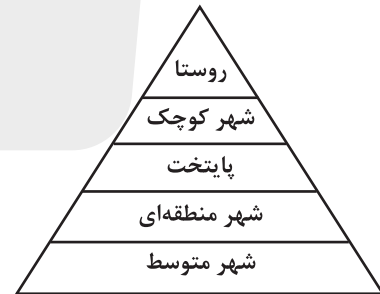 روستا
شهر کوچک
پایتخت
شهر منطقه‌ای
شهر متوسط